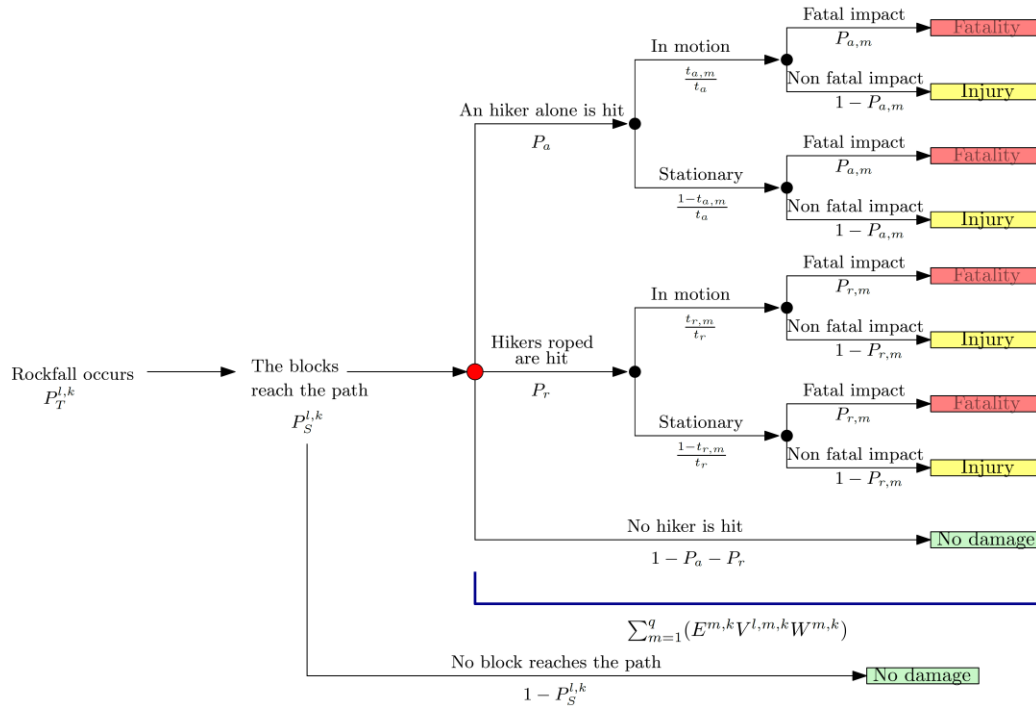 Fatal impact
$P_{a,m}$
Fatality
In motion
$\frac{t_{a,m}}{t_a}$
Non fatal impact
$1 - P_{a,m}$
Injury
An hiker alone is hit
$P_a$
Fatal impact
$P_{a,m}$
Fatality
Stationary
$\frac{1-t_{a,m}}{t_a}$
Non fatal impact
$1 - P_{a,m}$
Injury
Fatal impact
$P_{r,m}$
Fatality
In motion
$\frac{t_{r,m}}{t_r}$
Non fatal impact
$1 - P_{r,m}$
Injury
Hikers roped
are hit
$P_r$
Rockfall occurs
$P_T^{l,k}$
The blocks
reach the path
$P_S^{l,k}$
Fatal impact
$P_{r,m}$
Fatality
Stationary
$\frac{1-t_{r,m}}{t_r}$
Non fatal impact
$1 - P_{r,m}$
Injury
No hiker is hit
$1 - P_a - P_r$
No damage
$\sum_{m=1}^{q}(E^{m,k}V^{l,m,k}W^{m,k})$
No block reaches the path
$1 - P_S^{l,k}$
No damage